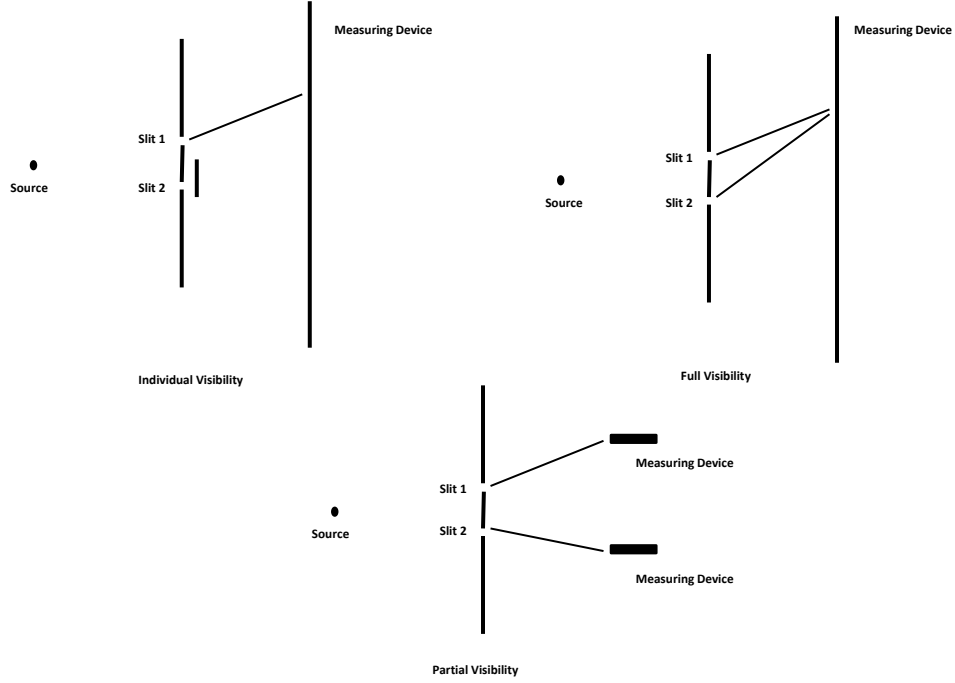 Measuring Device
Slit 1
Slit 2
Source
Individual Visibility
Measuring Device
Slit 1
Slit 2
Source
Full Visibility
Slit 1
Slit 2
Source
Measuring Device
Measuring Device
Partial Visibility